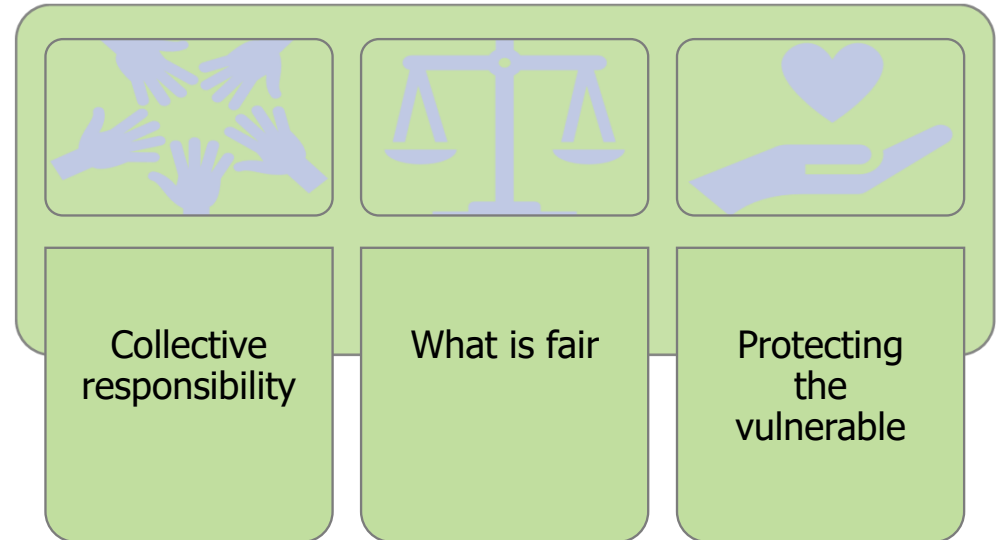 Collective
responsibility
What is fair
Protecting
the
vulnerable